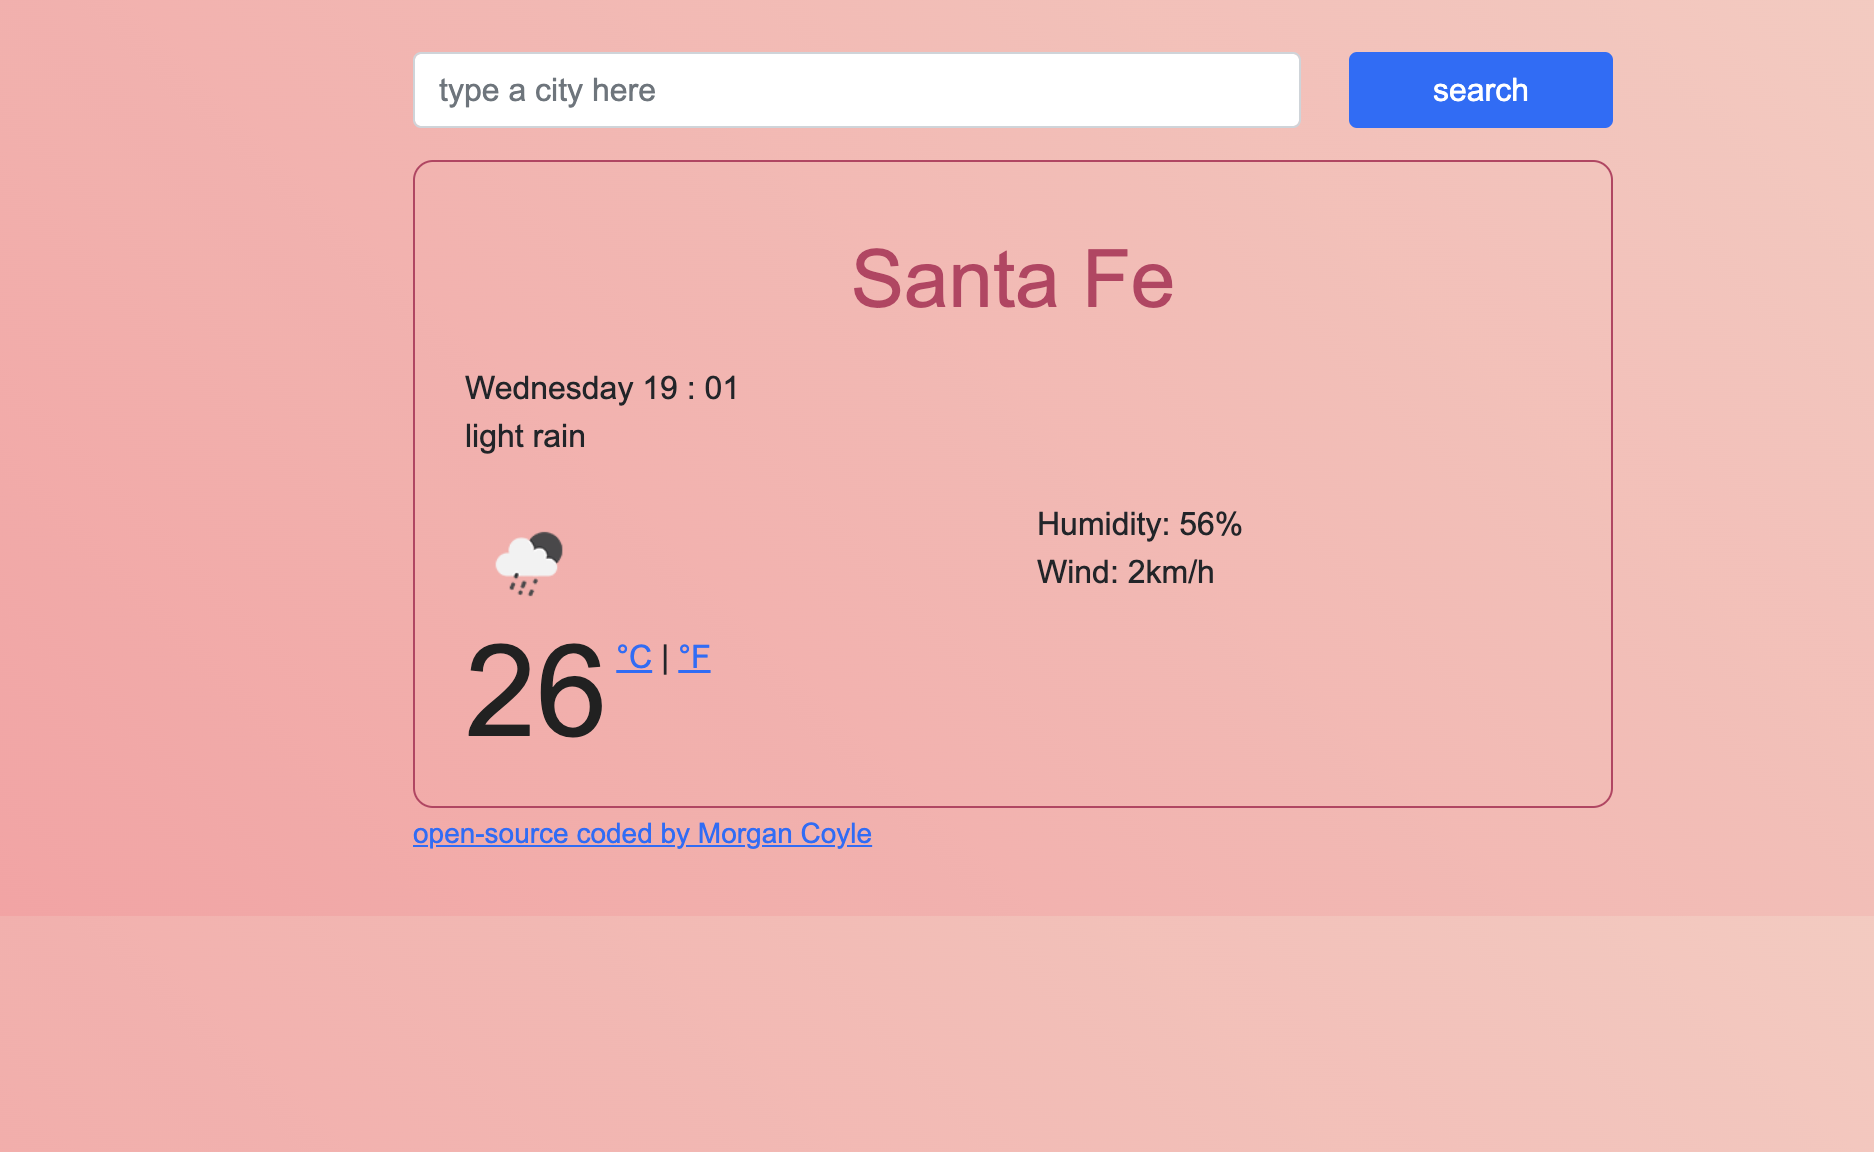 type a city here
search
Santa Fe
Wednesday 19 : 01
light rain
Humidity: 56%
Wind: 2km/h
26 °C | °F
open-source coded by Morgan Coyle